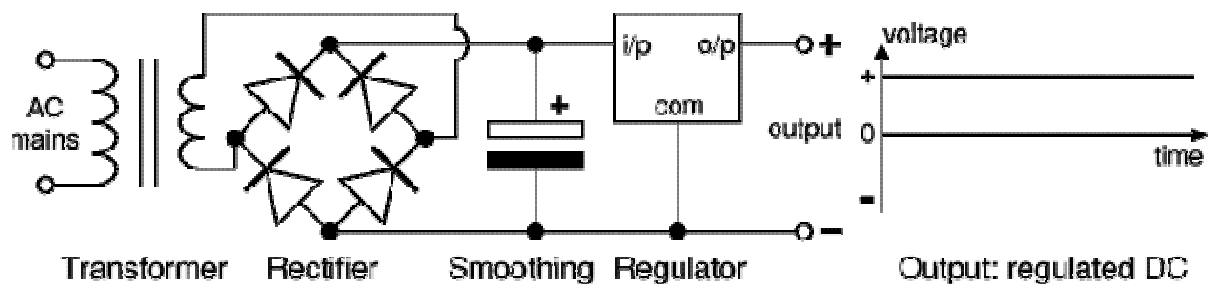 AC
mains
+
i/p o/p
com
+
output
−
voltage
+
0
−
time
Transformer Rectifier Smoothing Regulator Output: regulated DC